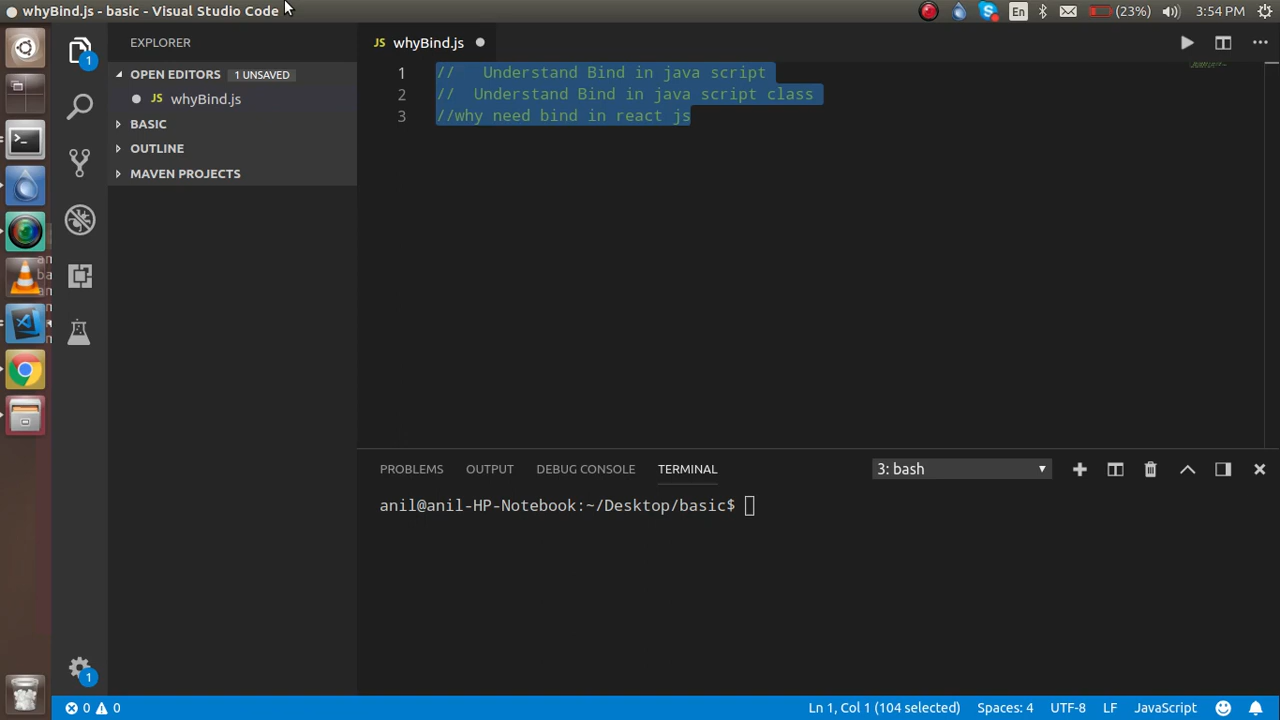 whyBind.js - basic - Visual Studio Code
En
(23%)
3:54 PM
EXPLORER
OPEN EDITORS 1 UNSAVED
JS whyBind.js
BASIC
OUTLINE
MAVEN PROJECTS
1
JS whyBind.js
1 //   Understand Bind in java script
2 //  Understand Bind in java script class
3 //why need bind in react js
PROBLEMS OUTPUT DEBUG CONSOLE TERMINAL 3: bash
anil@anil-HP-Notebook:~/Desktop/basic$
1
0 0 Ln 1, Col 1 (104 selected) Spaces: 4 UTF-8 LF JavaScript